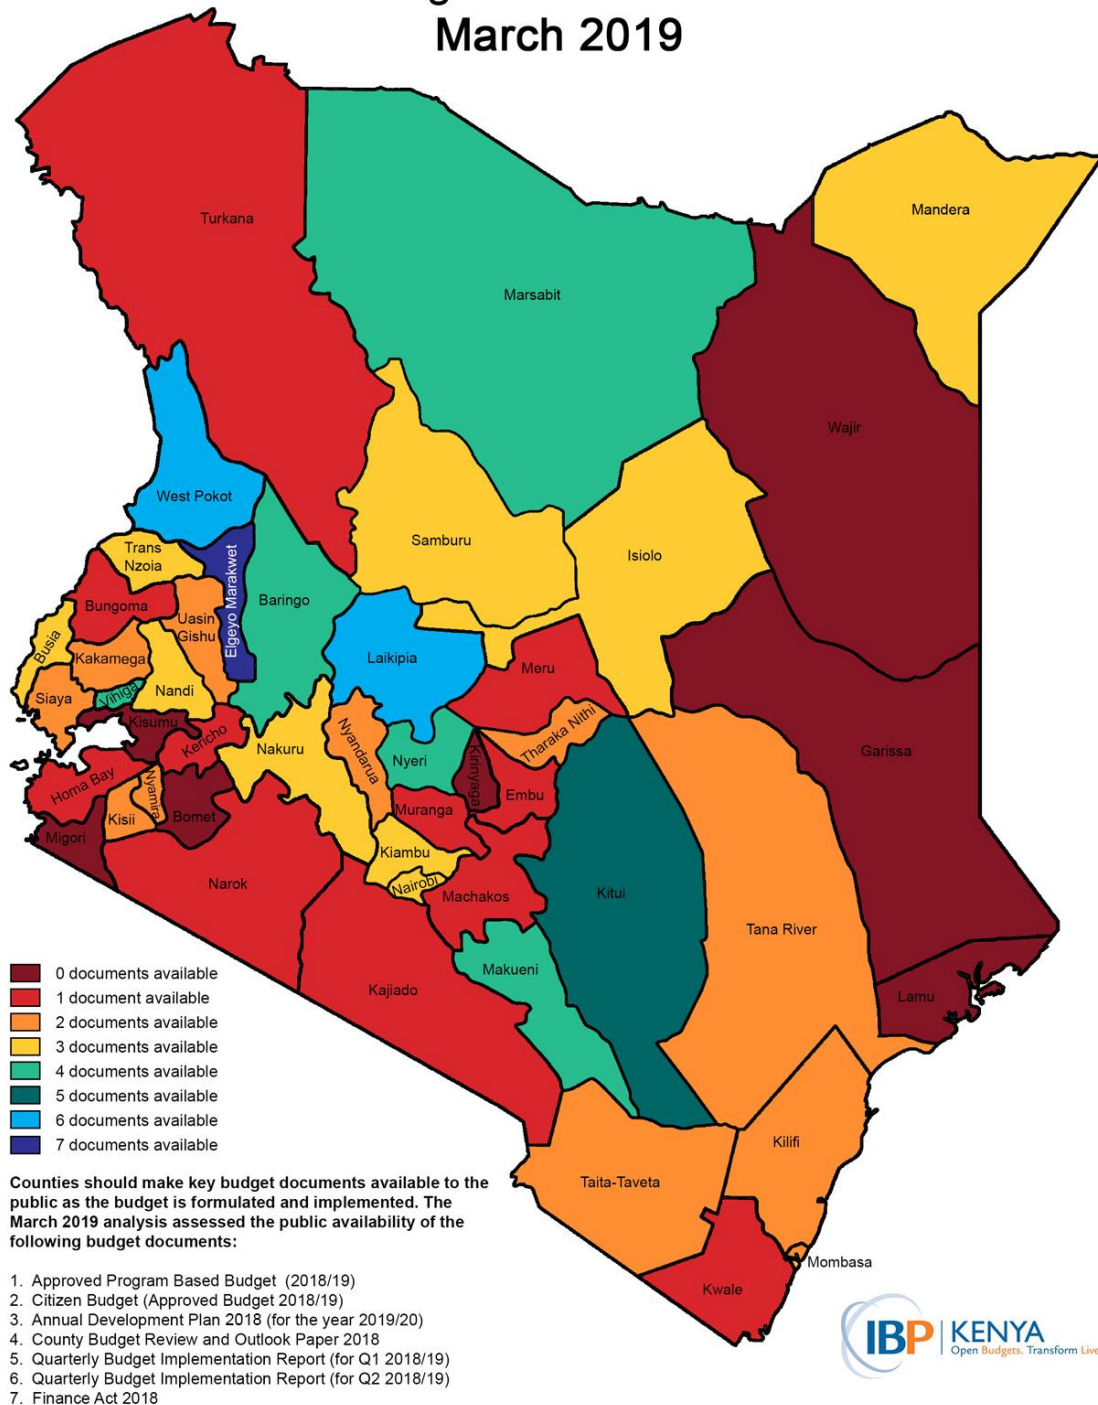 March 2019
Mandera
Turkana
Marsabit
Wajir
West Pokot
Samburu
Isiolo
Trans
Nzoia
Elgeyo Marakwet
Baringo
Bungoma
Uasin
Gishu
Busia
Kakamega
Laikipia
Meru
Siaya
Vihiga
Nandi
Kisumu
Kericho
Nakuru
Nyandarua
Nyeri
Kirinyaga
Tharaka Nithi
Garissa
Homa Bay
Nyamira
Embu
Muranga
Kisii
Bomet
Migori
Kiambu
Narok
Nairobi
Machakos
Kitui
Tana River
Makueni
Kajiado
Lamu
0 documents available
1 document available
2 documents available
3 documents available
4 documents available
5 documents available
6 documents available
7 documents available
Kilifi
Taita-Taveta
Mombasa
Kwale
Counties should make key budget documents available to the
public as the budget is formulated and implemented. The
March 2019 analysis assessed the public availability of the
following budget documents:
1. Approved Program Based Budget (2018/19)
2. Citizen Budget (Approved Budget 2018/19)
3. Annual Development Plan 2018 (for the year 2019/20)
4. County Budget Review and Outlook Paper 2018
5. Quarterly Budget Implementation Report (for Q1 2018/19)
6. Quarterly Budget Implementation Report (for Q2 2018/19)
7. Finance Act 2018
IBP KENYA
Open Budgets. Transform Live